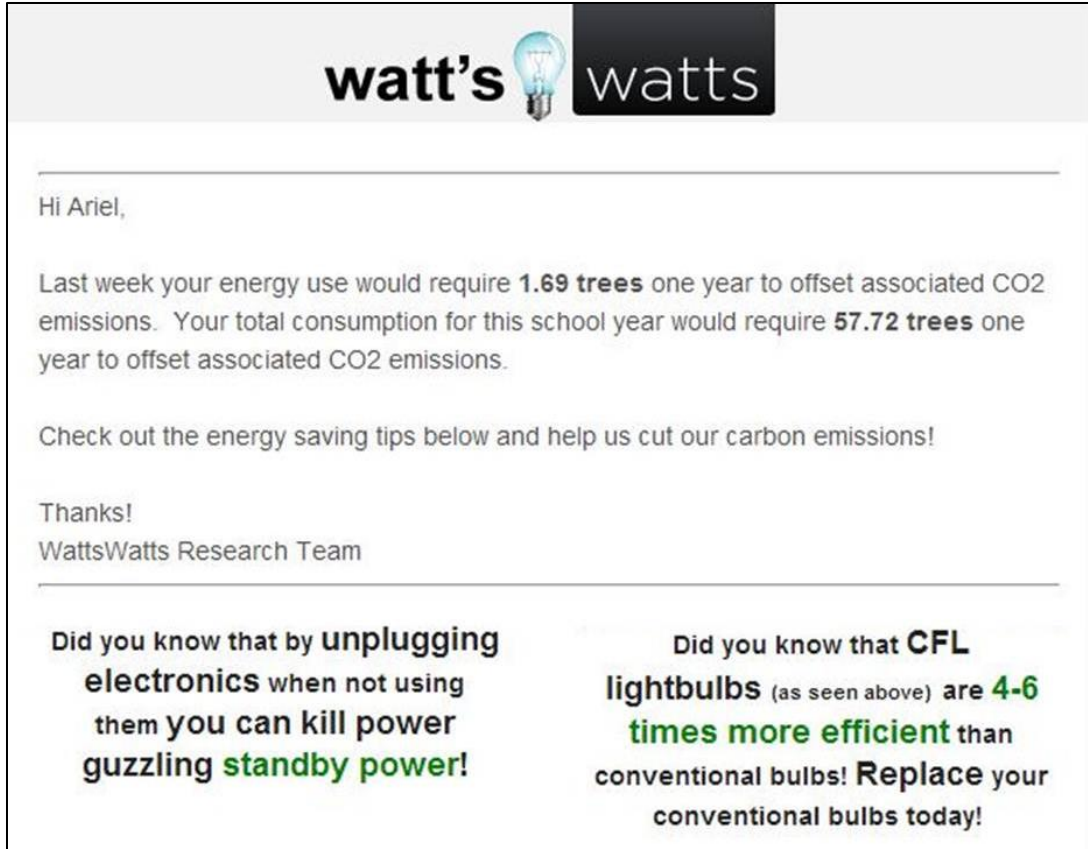 watt's watts
Hi Ariel,
Last week your energy use would require 1.69 trees one year to offset associated CO2
emissions.  Your total consumption for this school year would require 57.72 trees one
year to offset associated CO2 emissions.
Check out the energy saving tips below and help us cut our carbon emissions!
Thanks!
WattsWatts Research Team
Did you know that by unplugging
electronics when not using
them you can kill power
guzzling standby power!
Did you know that CFL
lightbulbs (as seen above) are 4-6
times more efficient than
conventional bulbs! Replace your
conventional bulbs today!